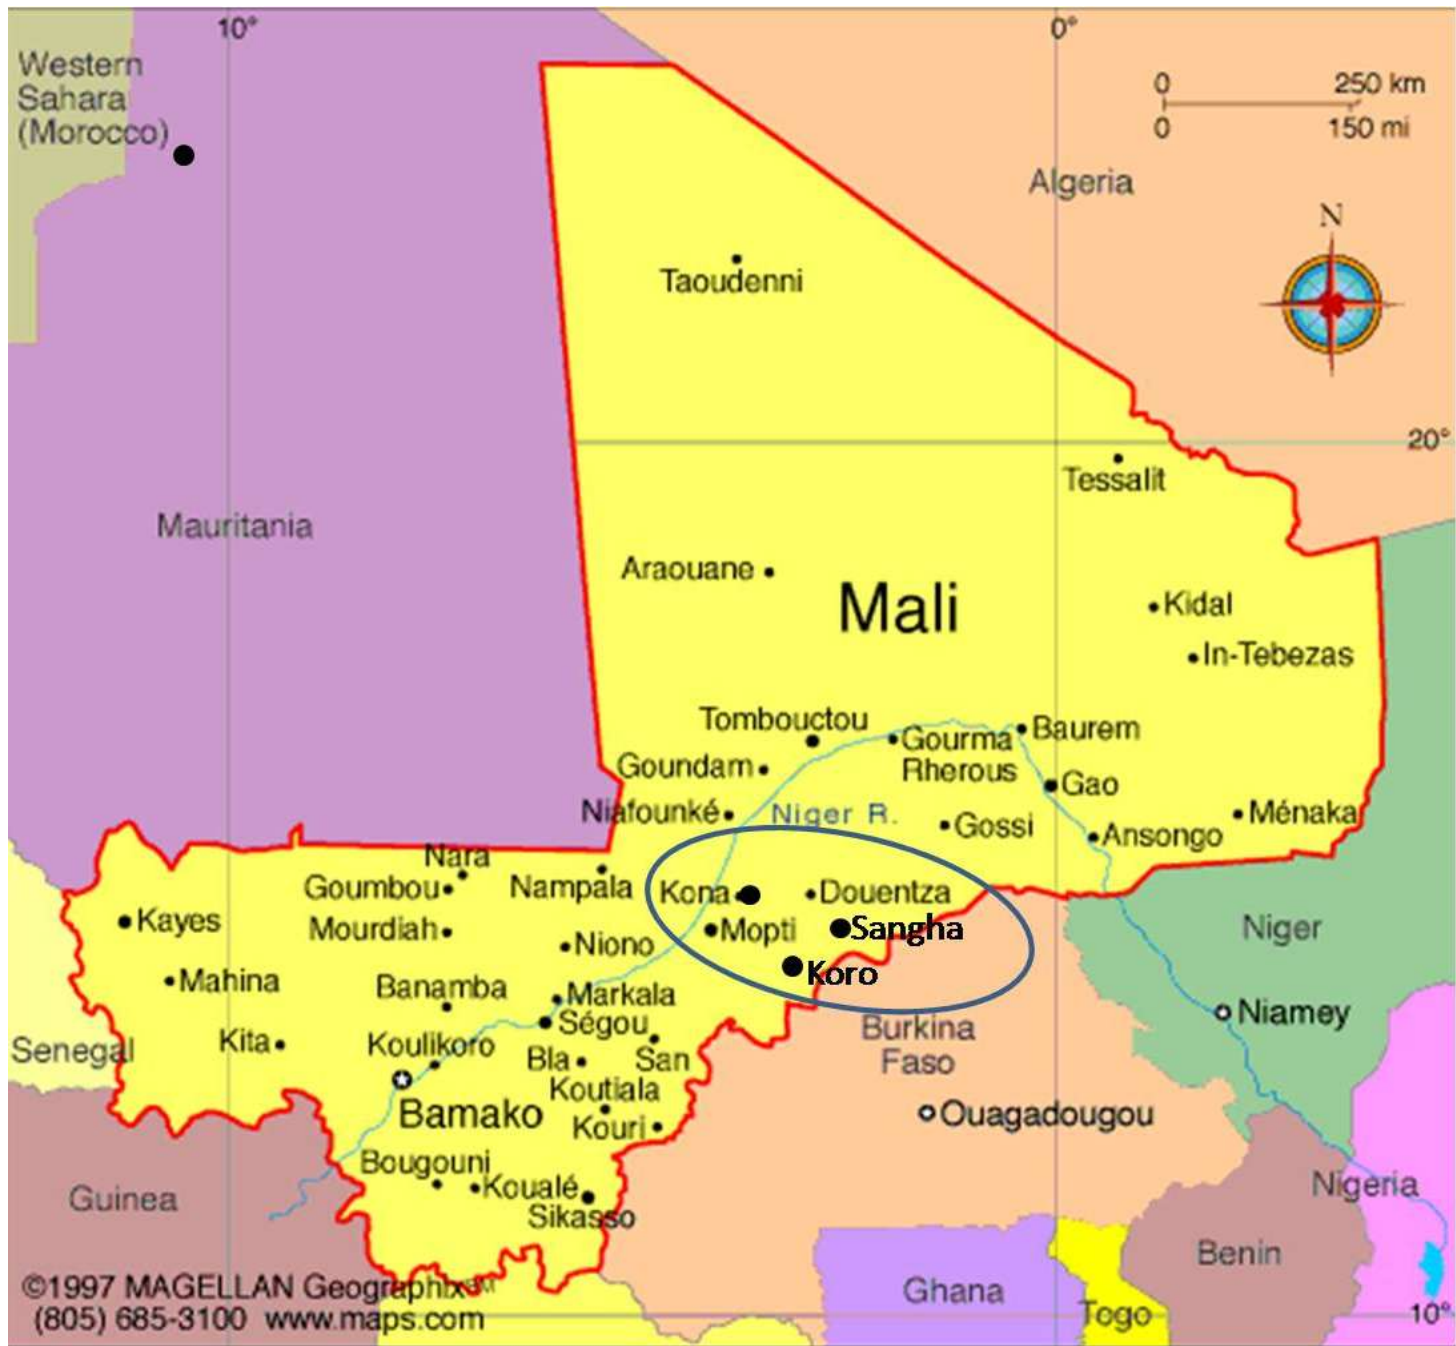 10°
0°
Western
Sahara
(Morocco)
0 250 km
0 150 mi
Algeria
N
Taoudenni
20°
Tessalit
Mauritania
Araouane
Mali
Kidal
In-Tebezas
Tombouctou
Baurem
Gourma
Rherous
Goundam
Gao
Niafounké
Niger R.
Gossi
Ménaka
Ansongo
Nara
Goumbou
Nampala
Kona
Douentza
Kayes
Mourdiah
Niono
Mopti
Sangha
Niger
Koro
Mahina
Banamba
Markala
Ségou
Niamey
Senegal
Kita
Koulikoro
Bla
San
Burkina
Faso
Koutiala
Bamako
Kouri
Ouagadougou
Bougouni
Koualé
Sikasso
Guinea
Nigeria
Benin
Ghana
Togo
10°
©1997 MAGELLAN Geographix℠
(805) 685-3100 www.maps.com